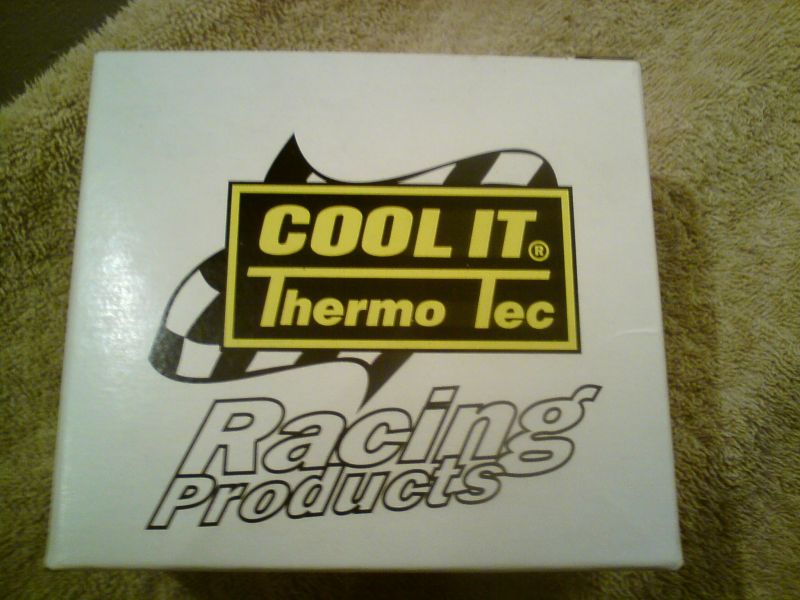 COOL IT®
Thermo Tec
Racing
Products